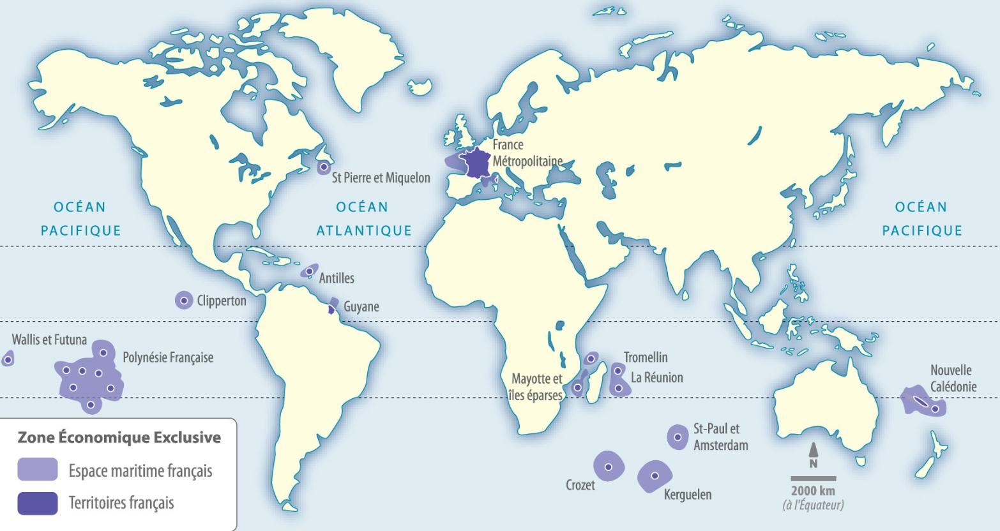 France
Métropolitaine
St Pierre et Miquelon
OCÉAN
PACIFIQUE
OCÉAN
ATLANTIQUE
OCÉAN
PACIFIQUE
Antilles
Clipperton
Guyane
Wallis et Futuna
Polynésie Française
Tromellin
La Réunion
Mayotte et
îles éparses
Nouvelle
Calédonie
St-Paul et
Amsterdam
Crozet
Kerguelen
N
2000 km
(à l'Équateur)
Zone Économique Exclusive
Espace maritime français
Territoires français